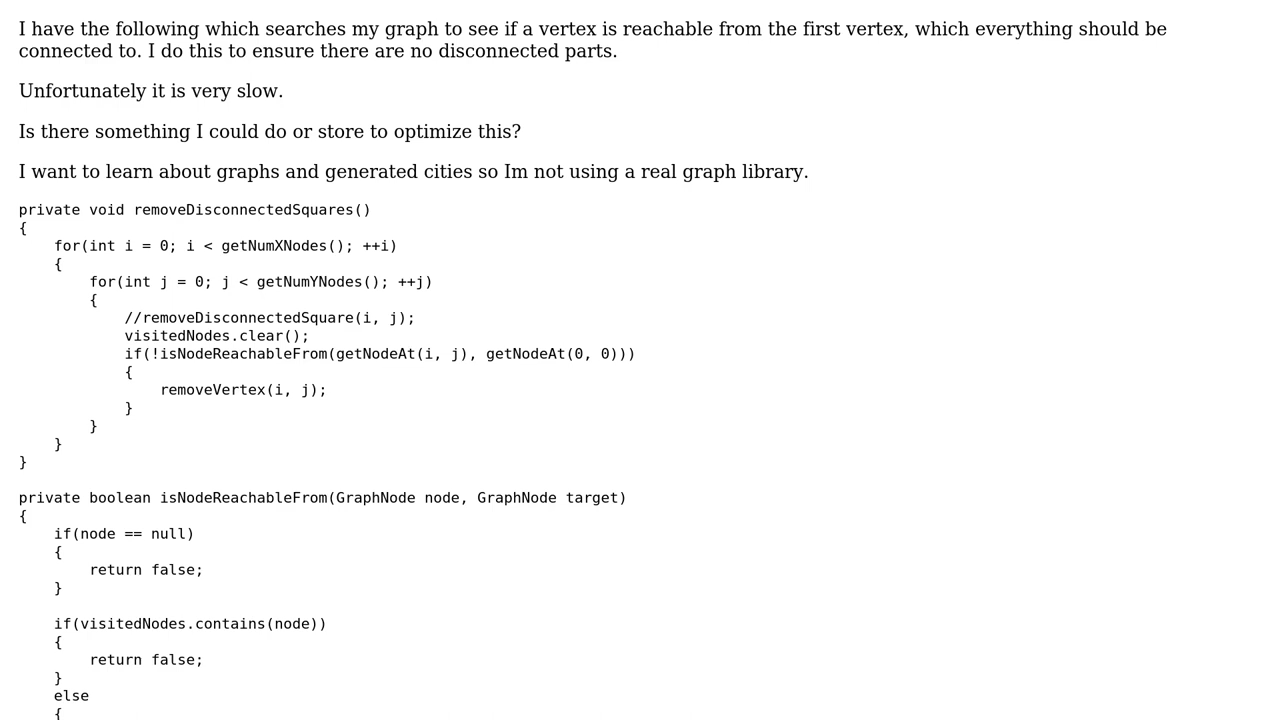 I have the following which searches my graph to see if a vertex is reachable from the first vertex, which everything should be
connected to. I do this to ensure there are no disconnected parts.
Unfortunately it is very slow.
Is there something I could do or store to optimize this?
I want to learn about graphs and generated cities so Im not using a real graph library.
private void removeDisconnectedSquares()
{
    for(int i = 0; i < getNumXNodes(); ++i)
    {
        for(int j = 0; j < getNumYNodes(); ++j)
        {
            //removeDisconnectedSquare(i, j);
            visitedNodes.clear();
            if(!isNodeReachableFrom(getNodeAt(i, j), getNodeAt(0, 0)))
            {
                removeVertex(i, j);
            }
        }
    }
}
private boolean isNodeReachableFrom(GraphNode node, GraphNode target)
{
    if(node == null)
    {
        return false;
    }
    if(visitedNodes.contains(node))
    {
        return false;
    }
    else
    {